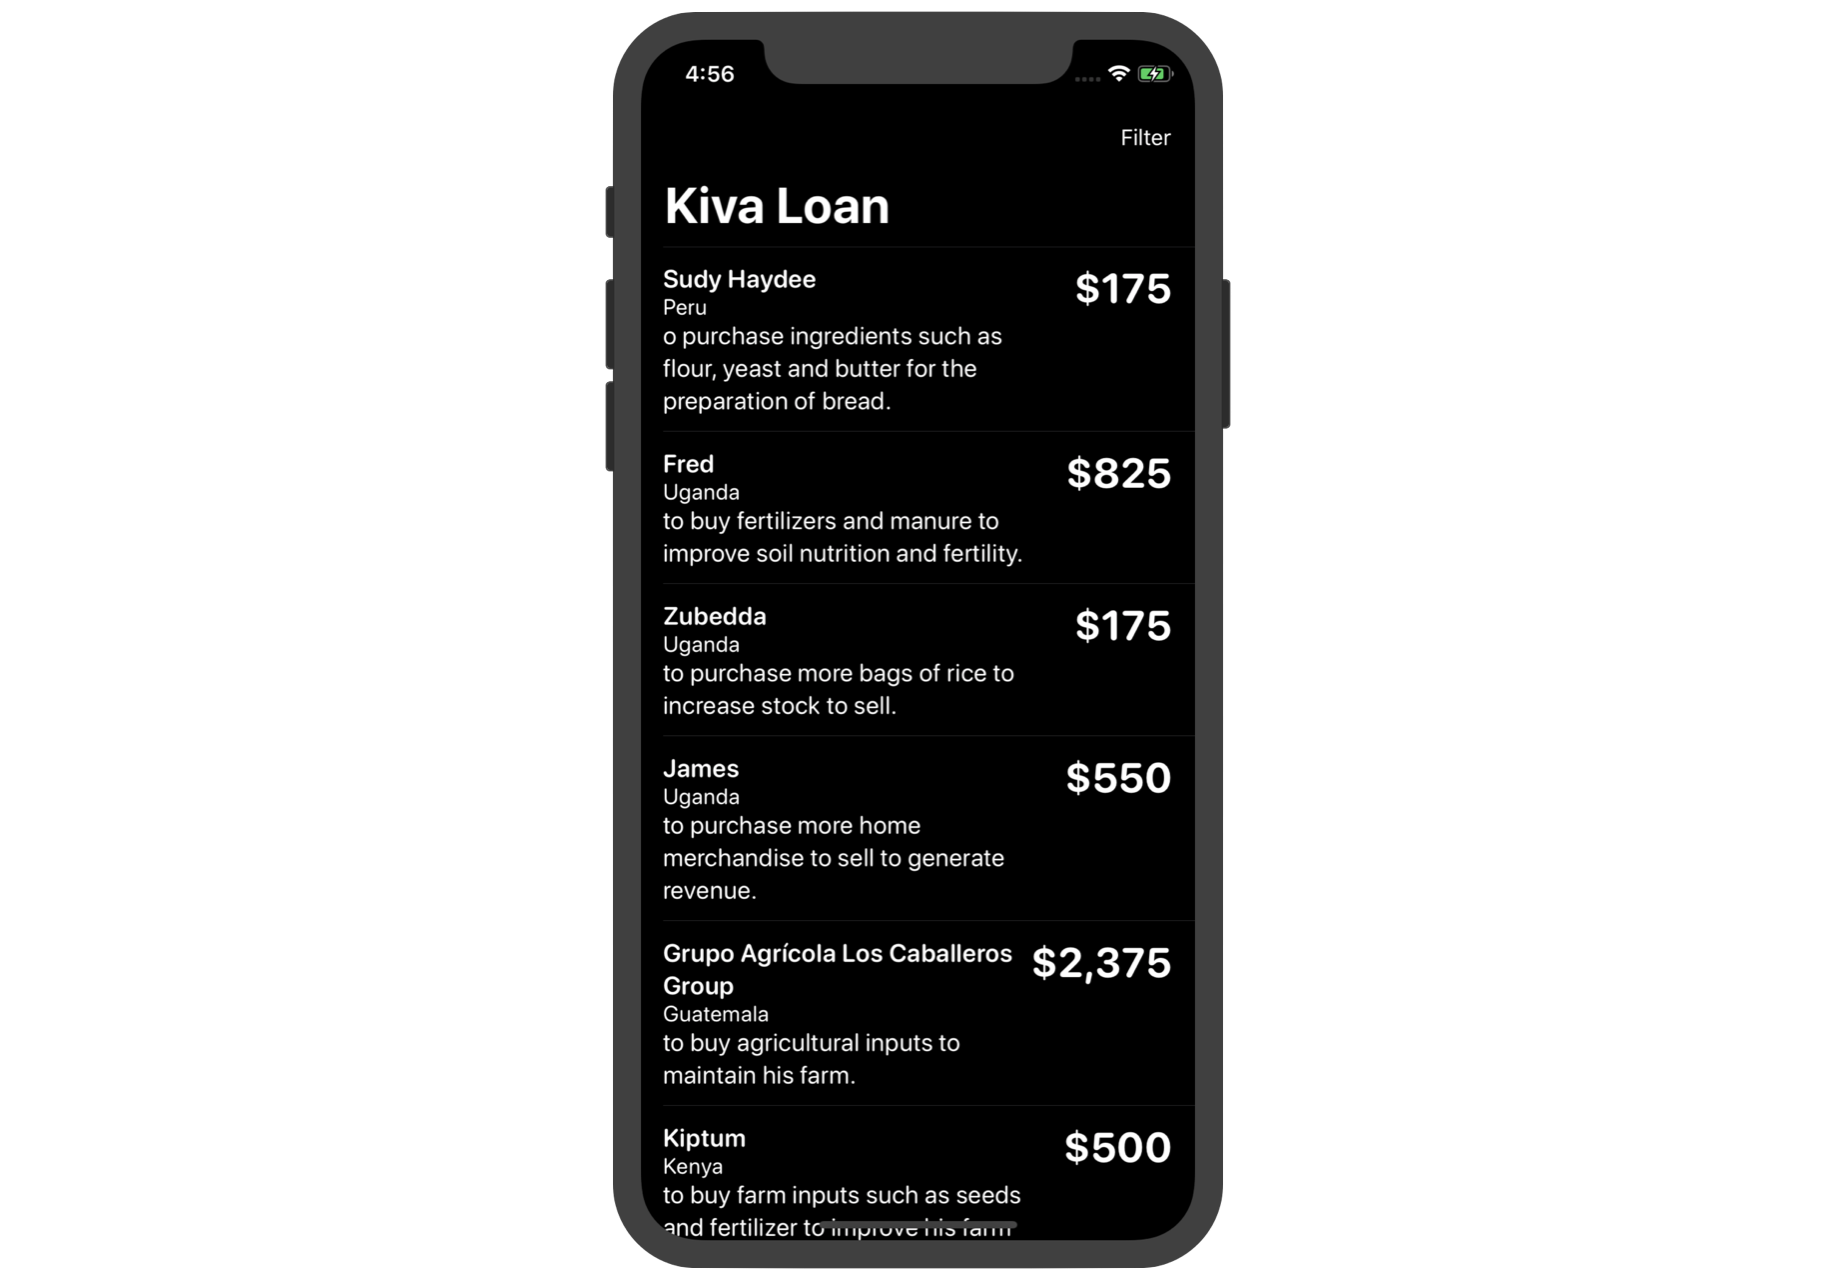 4:56
Filter
Kiva Loan
Sudy Haydee
$175
Peru
o purchase ingredients such as
flour, yeast and butter for the
preparation of bread.
Fred
$825
Uganda
to buy fertilizers and manure to
improve soil nutrition and fertility.
Zubedda
$175
Uganda
to purchase more bags of rice to
increase stock to sell.
James
$550
Uganda
to purchase more home
merchandise to sell to generate
revenue.
Grupo Agrícola Los Caballeros
Group
$2,375
Guatemala
to buy agricultural inputs to
maintain his farm.
Kiptum
$500
Kenya
to buy farm inputs such as seeds
and fertilizer to improve his farm